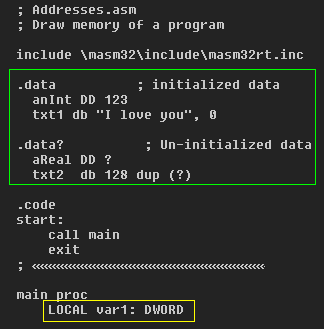 ; Addresses.asm
; Draw memory of a program
include \masm32\include\masm32rt.inc
.data ; initialized data
anInt DD 123
txt1 db "I love you", 0
.data? ; Un-initialized data
aReal DD ?
txt2 db 128 dup (?)
.code
start:
call main
exit
; «««««««««««««««««««««««««««««««««««««««««««««««««
main proc
LOCAL var1: DWORD